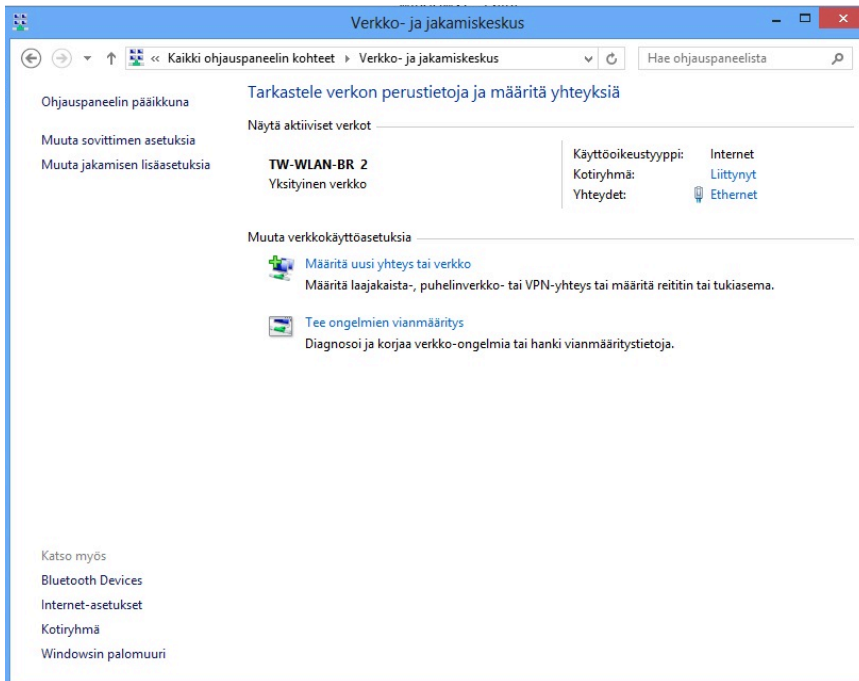 Verkko- ja jakamiskeskus
« Kaikki ohjauspaneelin kohteet Verkko- ja jakamiskeskus
Hae ohjauspaneelista
Ohjauspaneelin pääikkuna
Muuta sovittimen asetuksia
Muuta jakamisen lisäasetuksia
Tarkastele verkon perustietoja ja määritä yhteyksiä
Näytä aktiiviset verkot
TW-WLAN-BR 2
Yksityinen verkko
Käyttöoikeustyyppi: Internet
Kotiryhmä: Liittynyt
Yhteydet: Ethernet
Muuta verkkokäyttöasetuksia
Määritä uusi yhteys tai verkko
Määritä laajakaista-, puhelinverkko- tai VPN-yhteys tai määritä reititin tai tukiasema.
Tee ongelmien vianmääritys
Diagnosoi ja korjaa verkko-ongelmia tai hanki vianmääritystietoja.
Katso myös
Bluetooth Devices
Internet-asetukset
Kotiryhmä
Windowsin palomuuri